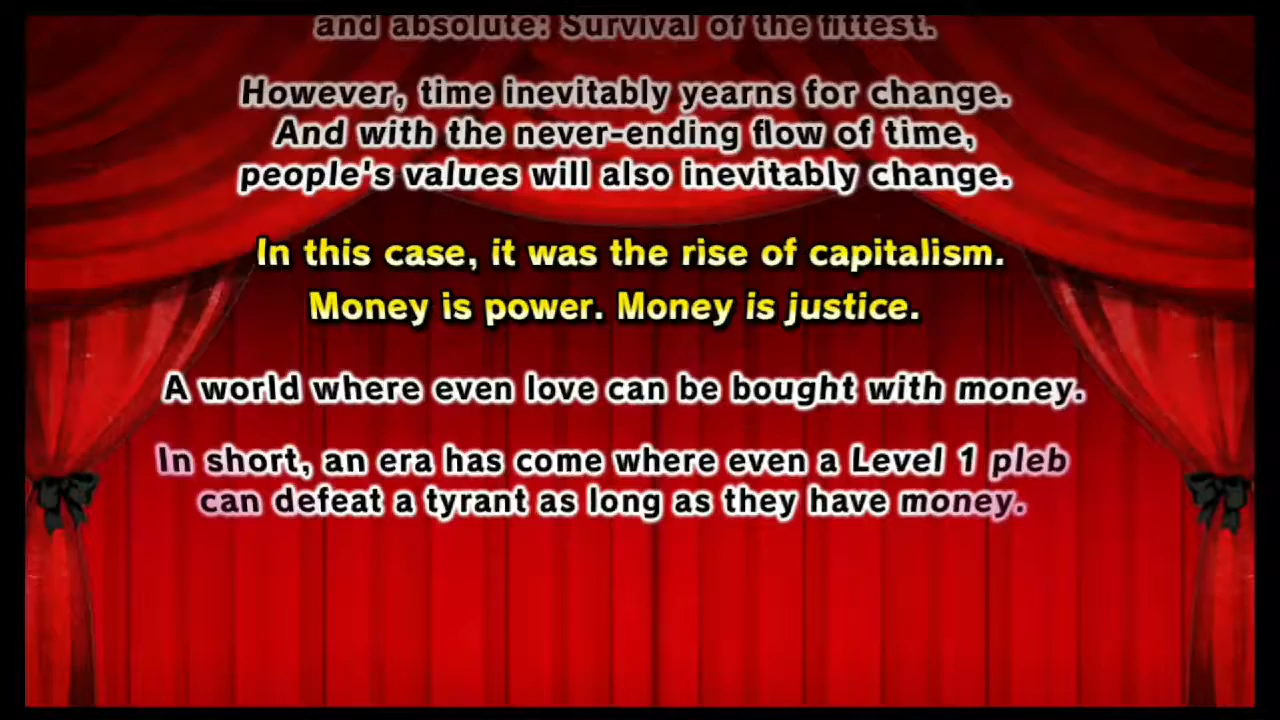 and absolute: Survival of the fittest.
However, time inevitably yearns for change.
And with the never-ending flow of time,
people's values will also inevitably change.
In this case, it was the rise of capitalism.
Money is power. Money is justice.
A world where even love can be bought with money.
In short, an era has come where even a Level 1 pleb
can defeat a tyrant as long as they have money.